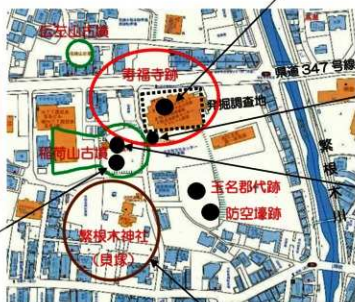 伝左山古墳
寿福寺跡
県道347号線
発掘調査地
稲荷山古墳
繁根木川
玉名郡代跡
防空壕跡
繁根木神社
（貝塚）